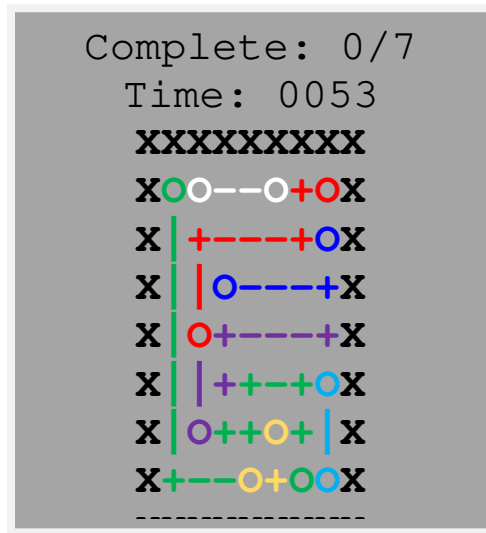 Complete: 0/7
Time: 0053
XXXXXXXXX
XOO--O+OX
X|+---+OX
X||O---+X
X|O+---+X
X||++-+OX
X|O++O+|X
X+--O+OOX